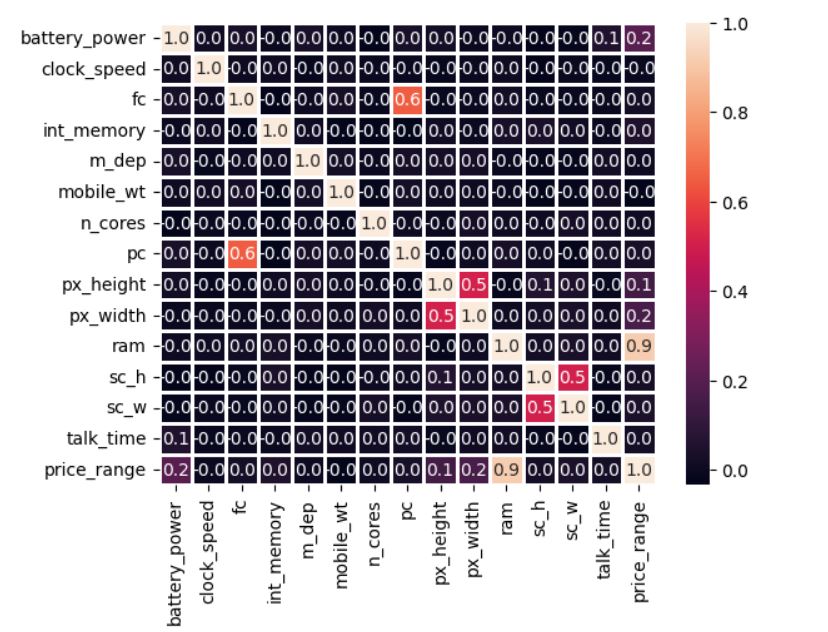 battery_power 1.0 0.0 0.0 -0.0 0.0 0.0 -0.0 0.0 0.0 -0.0 -0.0 -0.0 -0.0 0.1 0.2
clock_speed 0.0 1.0 -0.0 0.0 -0.0 0.0 -0.0 -0.0 -0.0 -0.0 0.0 -0.0 -0.0 -0.0 -0.0
fc 0.0 -0.0 1.0 -0.0 -0.0 0.0 -0.0 0.6 -0.0 -0.0 0.0 -0.0 -0.0 -0.0 0.0
int_memory -0.0 0.0 -0.0 1.0 0.0 -0.0 -0.0 -0.0 0.0 -0.0 0.0 0.0 0.0 -0.0 0.0
m_dep 0.0 -0.0 -0.0 0.0 1.0 0.0 -0.0 0.0 0.0 0.0 -0.0 -0.0 -0.0 0.0 0.0
mobile_wt 0.0 0.0 0.0 -0.0 0.0 1.0 -0.0 0.0 0.0 0.0 -0.0 -0.0 -0.0 0.0 -0.0
n_cores -0.0 -0.0 -0.0 -0.0 -0.0 -0.0 1.0 -0.0 -0.0 0.0 0.0 -0.0 0.0 0.0 0.0
pc 0.0 -0.0 0.6 -0.0 0.0 0.0 -0.0 1.0 -0.0 0.0 0.0 0.0 -0.0 0.0 0.0
px_height 0.0 -0.0 -0.0 0.0 0.0 0.0 -0.0 -0.0 1.0 0.5 -0.0 0.1 0.0 -0.0 0.1
px_width -0.0 -0.0 -0.0 -0.0 0.0 0.0 0.0 0.0 0.5 1.0 0.0 0.0 0.0 0.0 0.2
ram -0.0 0.0 0.0 0.0 -0.0 -0.0 0.0 0.0 -0.0 0.0 1.0 0.0 0.0 0.0 0.9
sc_h -0.0 -0.0 -0.0 0.0 -0.0 -0.0 -0.0 0.0 0.1 0.0 0.0 1.0 0.5 -0.0 0.0
sc_w -0.0 -0.0 -0.0 0.0 -0.0 -0.0 0.0 -0.0 0.0 0.0 0.0 0.5 1.0 -0.0 0.0
talk_time 0.1 -0.0 -0.0 -0.0 0.0 0.0 0.0 0.0 -0.0 0.0 0.0 -0.0 -0.0 1.0 0.0
price_range 0.2 -0.0 0.0 0.0 0.0 -0.0 0.0 0.0 0.1 0.2 0.9 0.0 0.0 0.0 1.0
battery_power
clock_speed
fc
int_memory
m_dep
mobile_wt
n_cores
pc
px_height
px_width
ram
sc_h
sc_w
talk_time
price_range
1.0
0.8
0.6
0.4
0.2
0.0